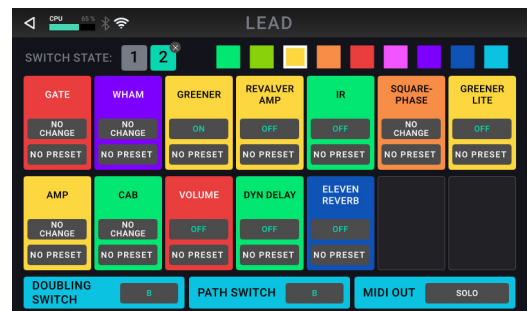 CPU 65 % LEAD
SWITCH STATE: 1 2
GATE WHAM GREENER REVALVER AMP IR SQUARE-PHASE GREENER LITE
NO CHANGE NO CHANGE ON OFF OFF NO CHANGE OFF
NO PRESET NO PRESET NO PRESET NO PRESET NO PRESET NO PRESET NO PRESET
AMP CAB VOLUME DYN DELAY ELEVEN REVERB
NO CHANGE NO CHANGE OFF OFF OFF
NO PRESET NO PRESET NO PRESET NO PRESET NO PRESET
DOUBLING SWITCH B PATH SWITCH B MIDI OUT SOLO